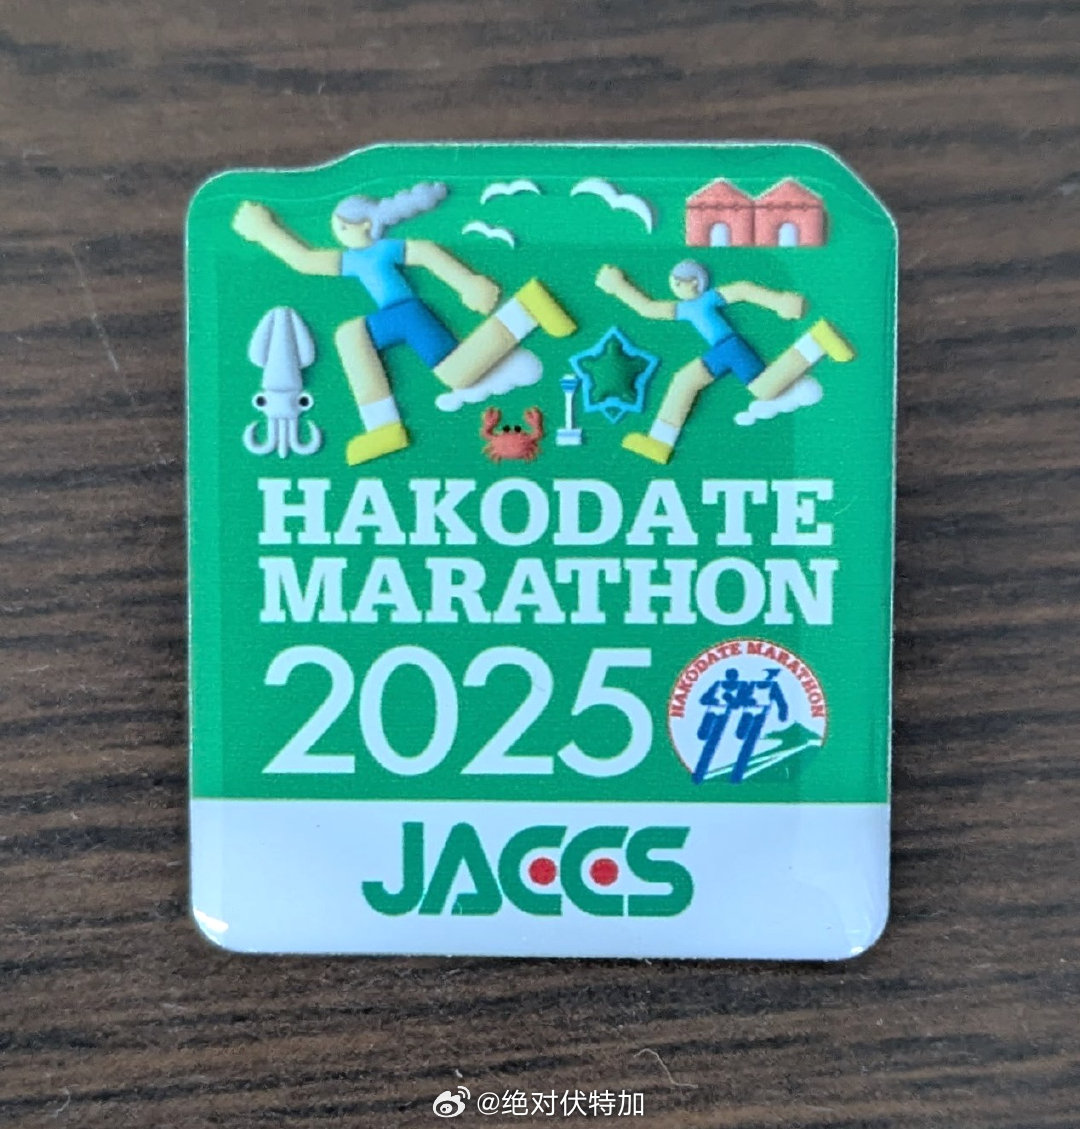 HAKODATE
MARATHON
2025
HAKODATE MARATHON
JACCS
@绝对伏特加